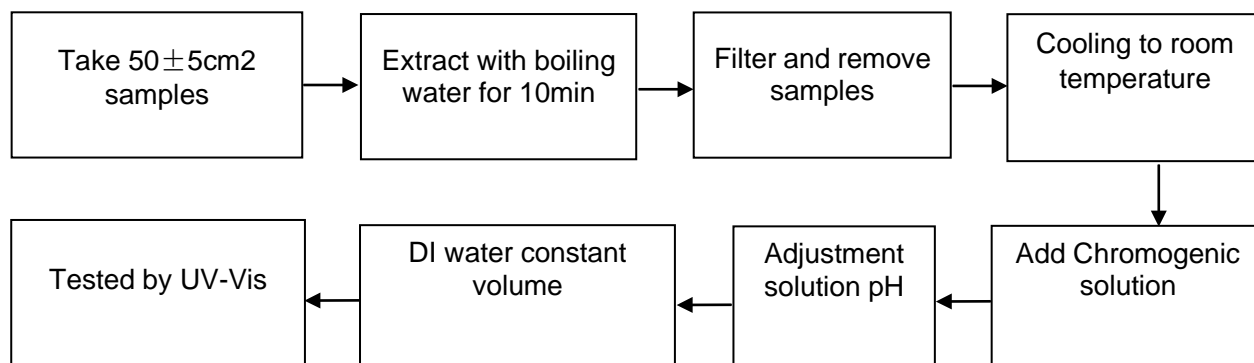 Take 50±5cm2
samples
Extract with boiling
water for 10min
Filter and remove
samples
Cooling to room
temperature
Add Chromogenic
solution
Adjustment
solution pH
DI water constant
volume
Tested by UV-Vis